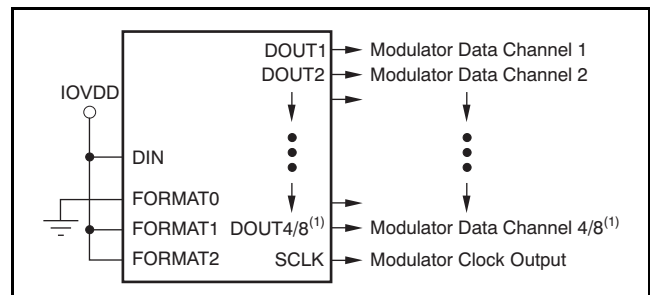 DOUT1 Modulator Data Channel 1
DOUT2 Modulator Data Channel 2
IOVDD
DIN
FORMAT0
FORMAT1 DOUT4/8(1) Modulator Data Channel 4/8(1)
FORMAT2 SCLK Modulator Clock Output